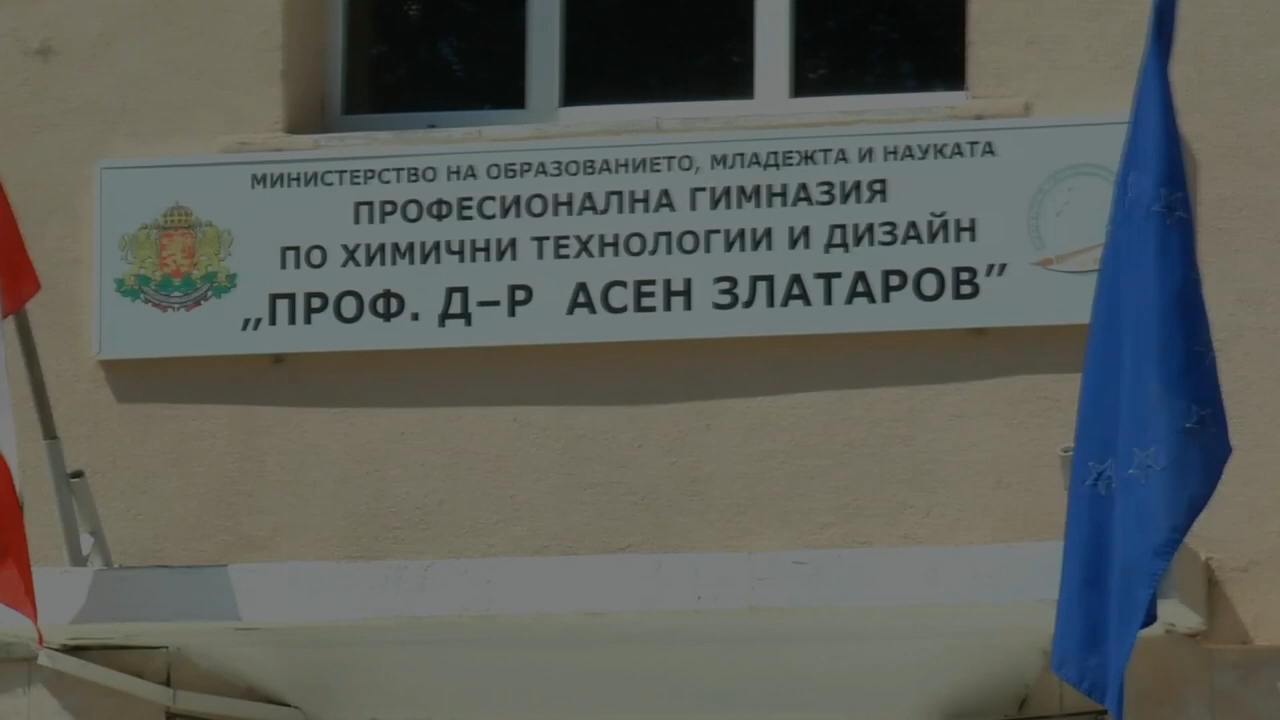 МИНИСТЕРСТВО НА ОБРАЗОВАНИЕТО, МЛАДЕЖТА И НАУКАТА
ПРОФЕСИОНАЛНА ГИМНАЗИЯ
ПО ХИМИЧНИ ТЕХНОЛОГИИ И ДИЗАЙН
„ПРОФ. Д–Р АСЕН ЗЛАТАРОВ”